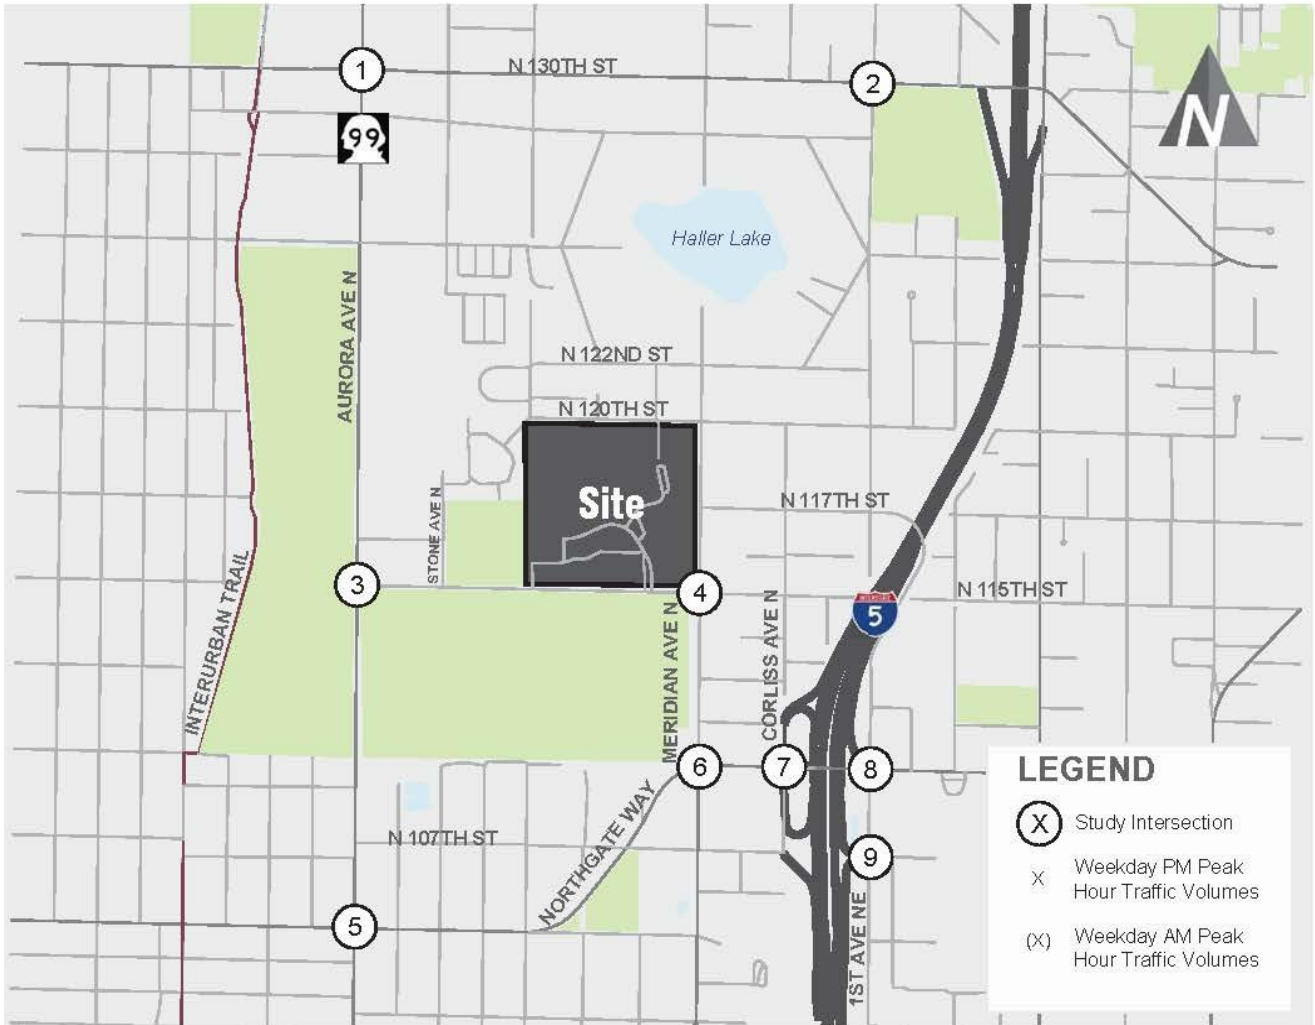 1
N 130TH ST
2
99
N
Haller Lake
AURORA AVE N
N 122ND ST
N 120TH ST
Site
STONE AVE N
N 117TH ST
INTERURBAN TRAIL
3
4
INTERSTATE
5
N 115TH ST
MERIDIAN AVE N
CORLISS AVE N
6
7
8
N 107TH ST
NORTHGATE WAY
9
5
1ST AVE NE
LEGEND
X Study Intersection
X Weekday PM Peak
Hour Traffic Volumes
(X) Weekday AM Peak
Hour Traffic Volumes